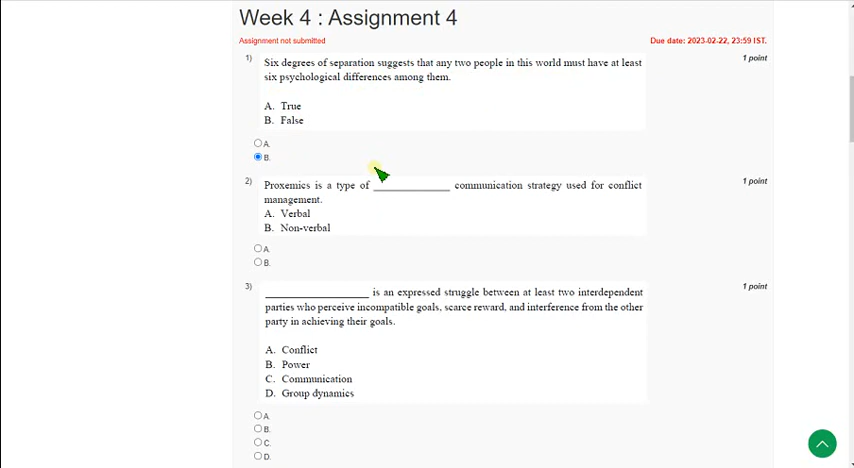 Week 4 : Assignment 4
Assignment not submitted
Due date: 2023-02-22, 23:59 IST.
1) Six degrees of separation suggests that any two people in this world must have at least
1 point
six psychological differences among them.
A. True
B. False
A.
B.
2) Proxemics is a type of ______________ communication strategy used for conflict
1 point
management.
A. Verbal
B. Non-verbal
A.
B.
3) ___________________ is an expressed struggle between at least two interdependent
1 point
parties who perceive incompatible goals, scarce reward, and interference from the other
party in achieving their goals.
A. Conflict
B. Power
C. Communication
D. Group dynamics
A.
B.
C.
D.